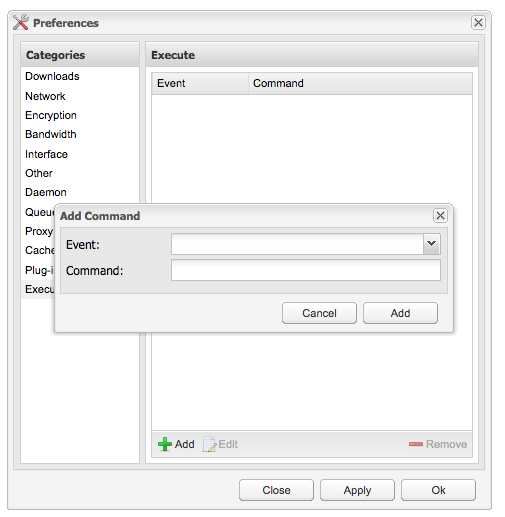 Preferences
Categories
Execute
Downloads
Network
Encryption
Bandwidth
Interface
Other
Daemon
Queu
Proxy
Cache
Plug-i
Execu
Event Command
Add Command
Event:
Command:
Cancel Add
Add Edit Remove
Close Apply Ok